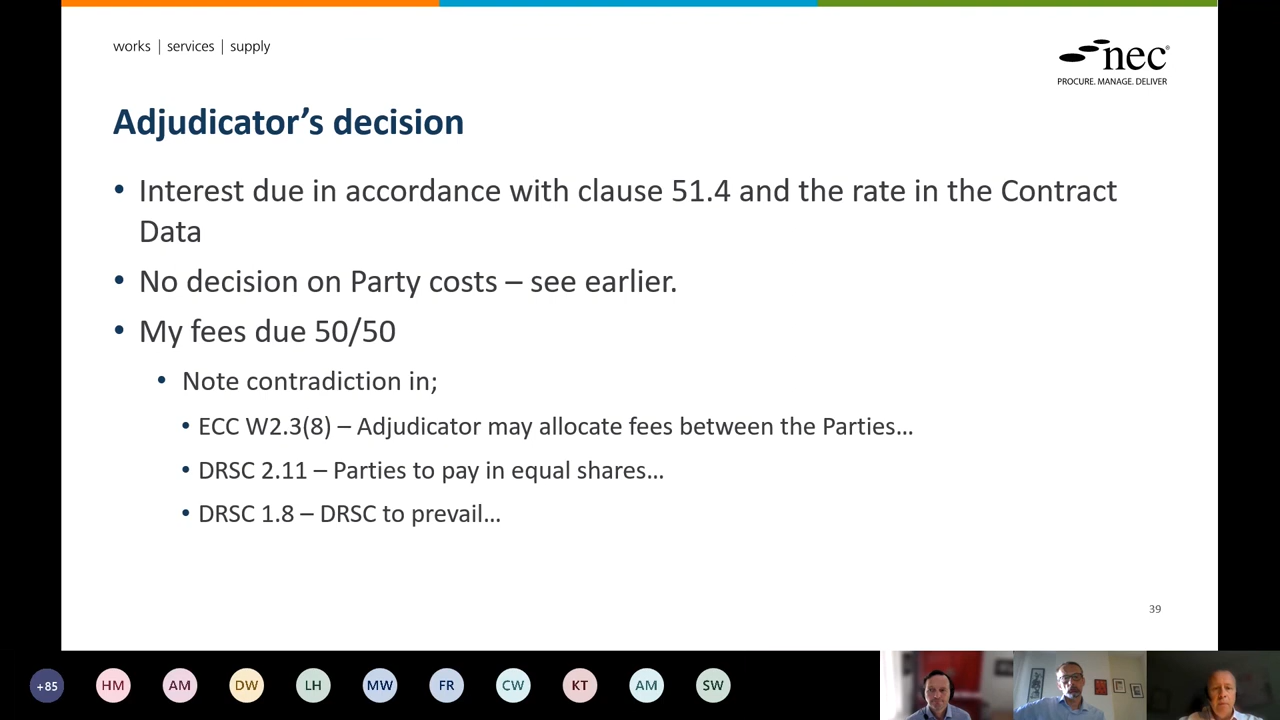 works | services | supply
nec®
PROCURE. MANAGE. DELIVER
Adjudicator’s decision
• Interest due in accordance with clause 51.4 and the rate in the Contract
Data
• No decision on Party costs – see earlier.
• My fees due 50/50
• Note contradiction in;
• ECC W2.3(8) – Adjudicator may allocate fees between the Parties…
• DRSC 2.11 – Parties to pay in equal shares…
• DRSC 1.8 – DRSC to prevail…
39
+85 HM AM DW LH MW FR CW KT AM SW